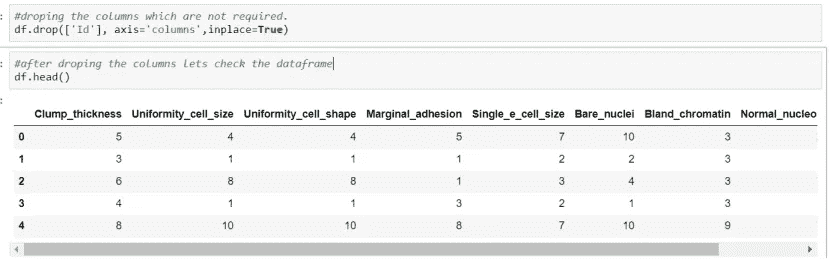 #droping the columns which are not required.
df.drop(['Id'], axis='columns',inplace=True)
#after droping the columns lets check the dataframe
df.head()
Clump_thickness Uniformity_cell_size Uniformity_cell_shape Marginal_adhesion Single_e_cell_size Bare_nuclei Bland_chromatin Normal_nucleo
0 5 4 4 5 7 10 3
1 3 1 1 1 2 2 3
2 6 8 8 1 3 4 3
3 4 1 1 3 2 1 3
4 8 10 10 8 7 10 9